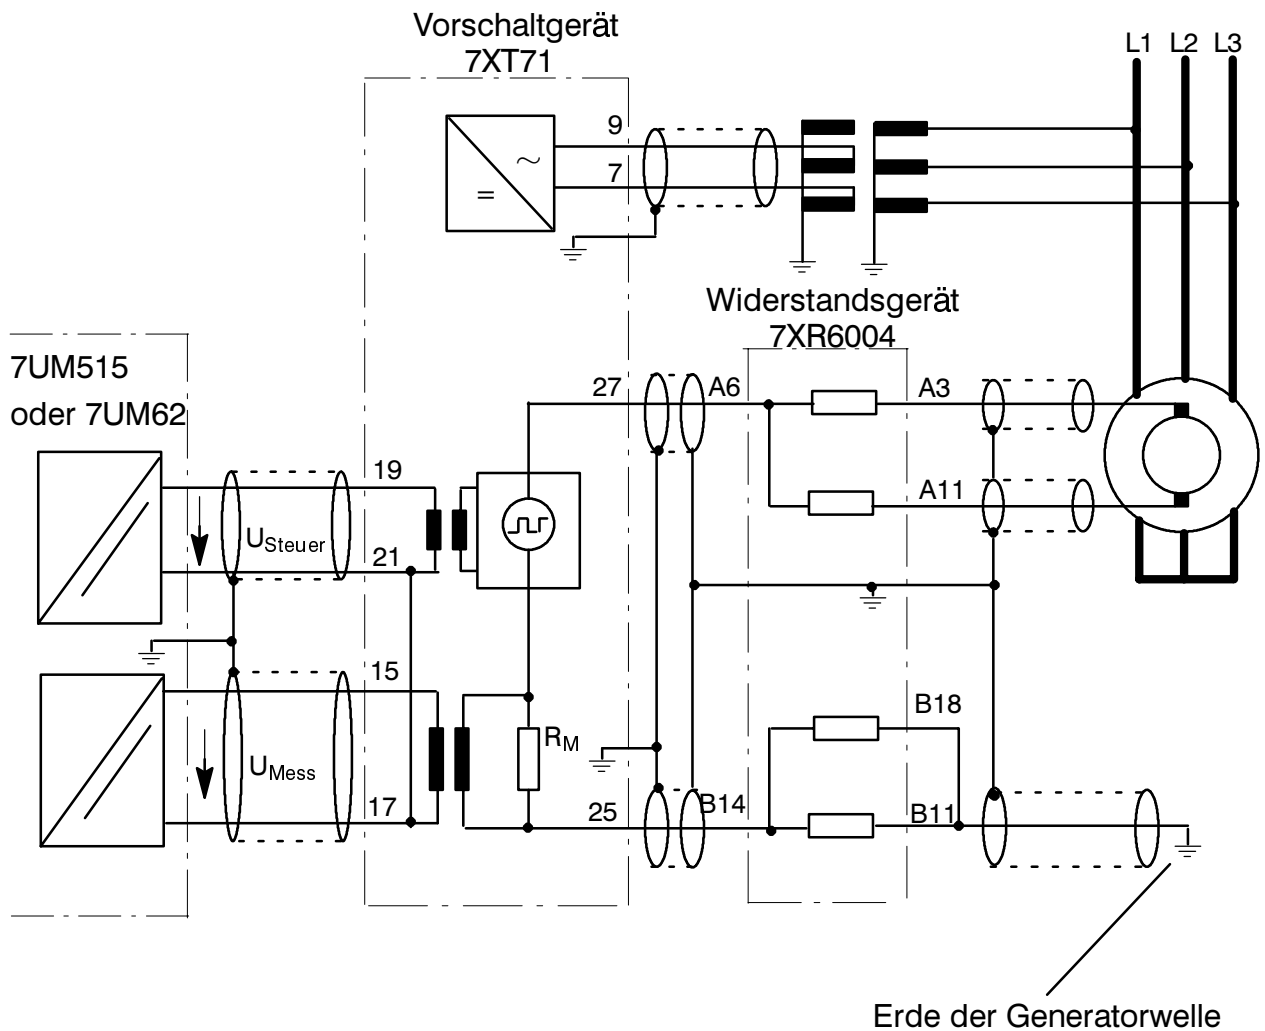 Vorschaltgerät
7XT71
L1 L2 L3
9
~
=
7
Widerstandsgerät
7XR6004
7UM515
oder 7UM62
27
A6
A3
19
A11
USteuer
21
15
B18
RM
UMess
17
25
B14
B11
Erde der Generatorwelle